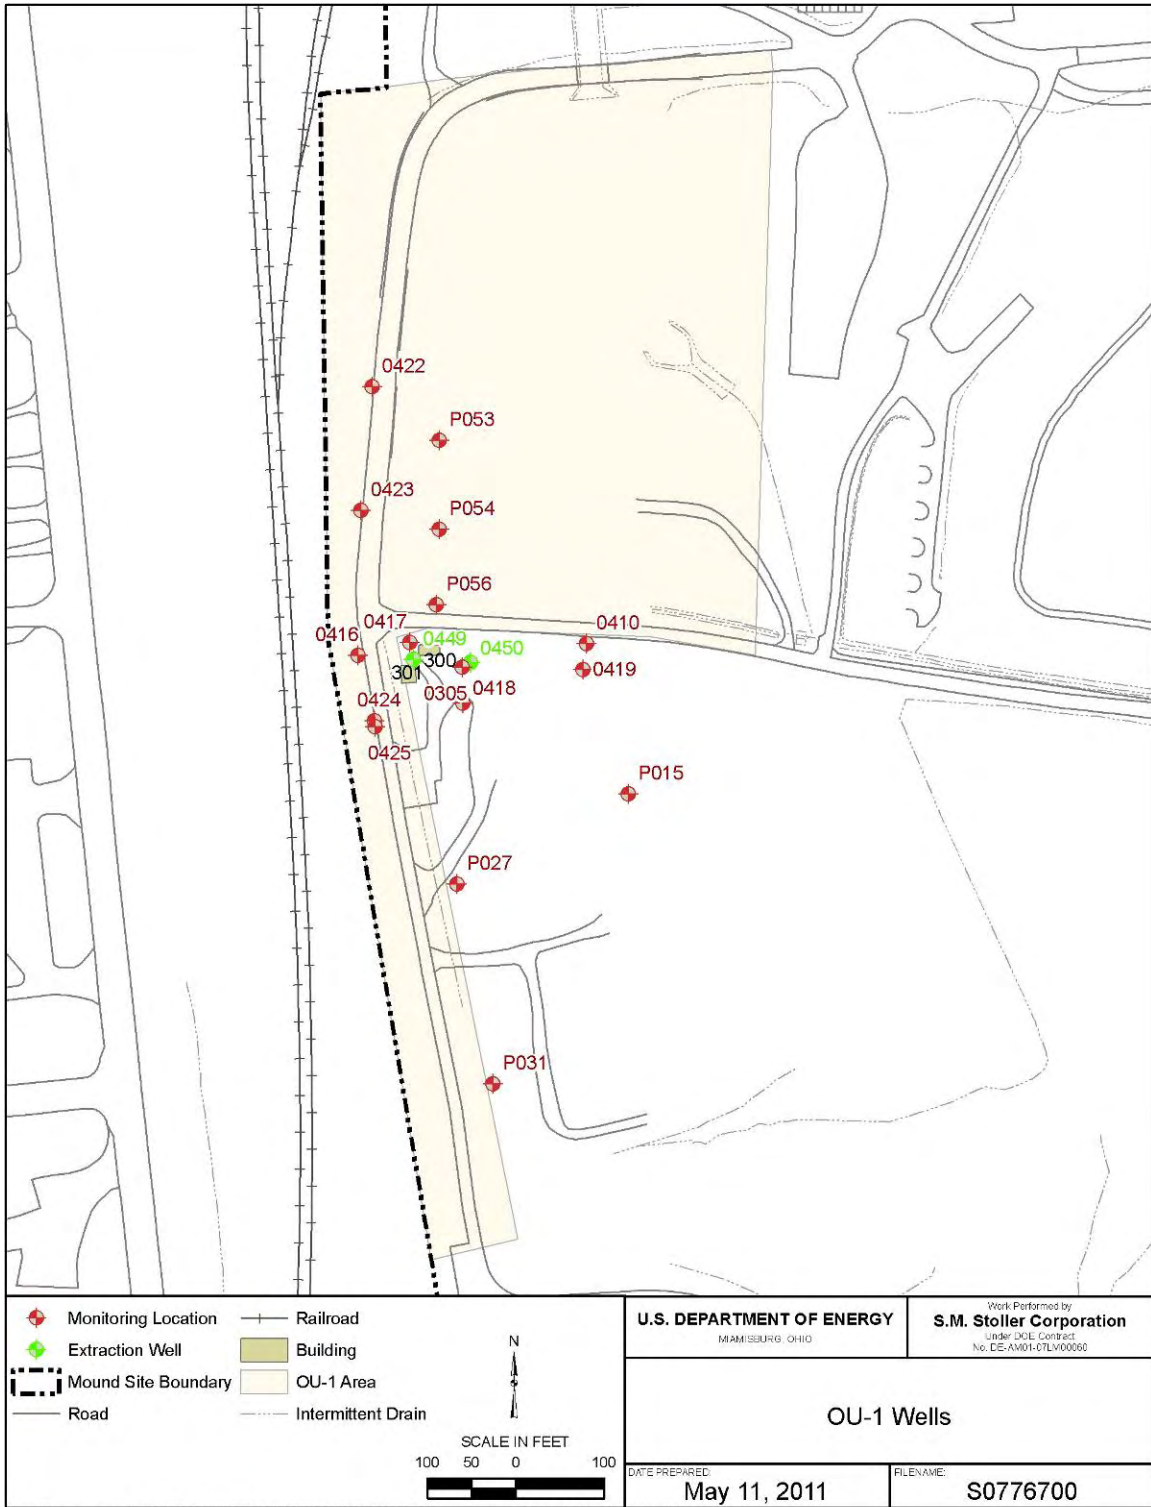 0422
P053
0423
P054
P056
0417
0410
0416
0449
0450
300
301
0419
0305
0418
0424
0425
P015
P027
P031
Monitoring Location
Extraction Well
Mound Site Boundary
Road
Railroad
Building
OU-1 Area
Intermittent Drain
N
SCALE IN FEET
100 50 0 100
U.S. DEPARTMENT OF ENERGY
MIAMISBURG, OHIO
Work Performed by
S.M. Stoller Corporation
Under DOE Contract
No. DE-AM01-07LM00060
OU-1 Wells
DATE PREPARED:
May 11, 2011
FILENAME:
S0776700